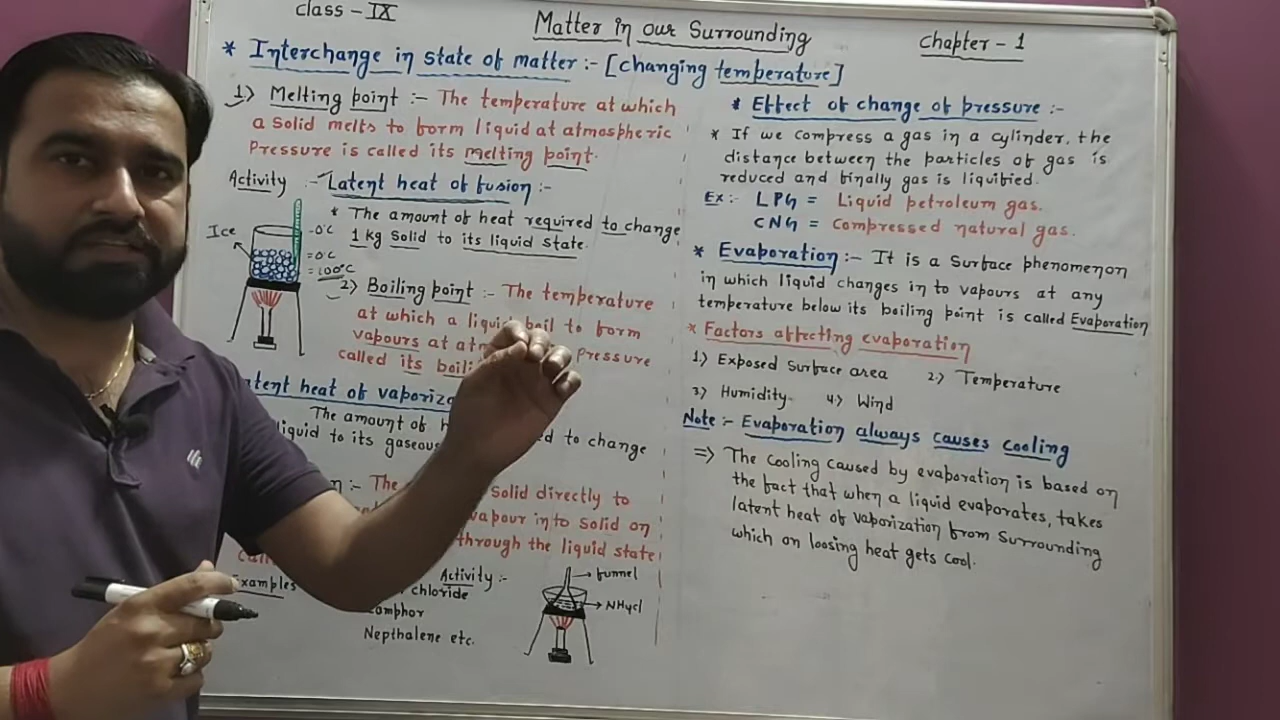 class - IX
Matter in our Surrounding
Chapter - 1
* Interchange in state of matter :- [changing temperature]
1) Melting point :- The temperature at which
a solid melts to form liquid at atmospheric
Pressure is called its melting point.
Activity :- Latent heat of fusion :-
* The amount of heat required to change
1 kg Solid to its liquid state.
Ice
-0°C
=0°C
=100°C
2) Boiling point :- The temperature
at which a liquid boil to form
vapours at Pressure
called its
latent heat of
The amount of
liquid to its ed to change
:- The Solid directly to
vapour into solid on
through the liquid state
Examples
Activity :-
chloride
Camphor
Nepthalene etc.
funnel
NH4Cl
* Effect of change of pressure :-
* If we compress a gas in a cylinder, the
distance between the particles of gas is
reduced and finally gas is liquified.
Ex :- LPG = Liquid petroleum gas.
CNG = Compressed natural gas.
* Evaporation :- It is a surface phenomenon
in which liquid changes in to vapours at any
temperature below its boiling point is called Evaporation
* Factors affecting evaporation
1) Exposed surface area 2) Temperature
3) Humidity 4) Wind
Note :- Evaporation always causes cooling
=> The cooling caused by evaporation is based on
the fact that when a liquid evaporates, takes
latent heat of vaporization from surrounding
which on loosing heat gets cool.